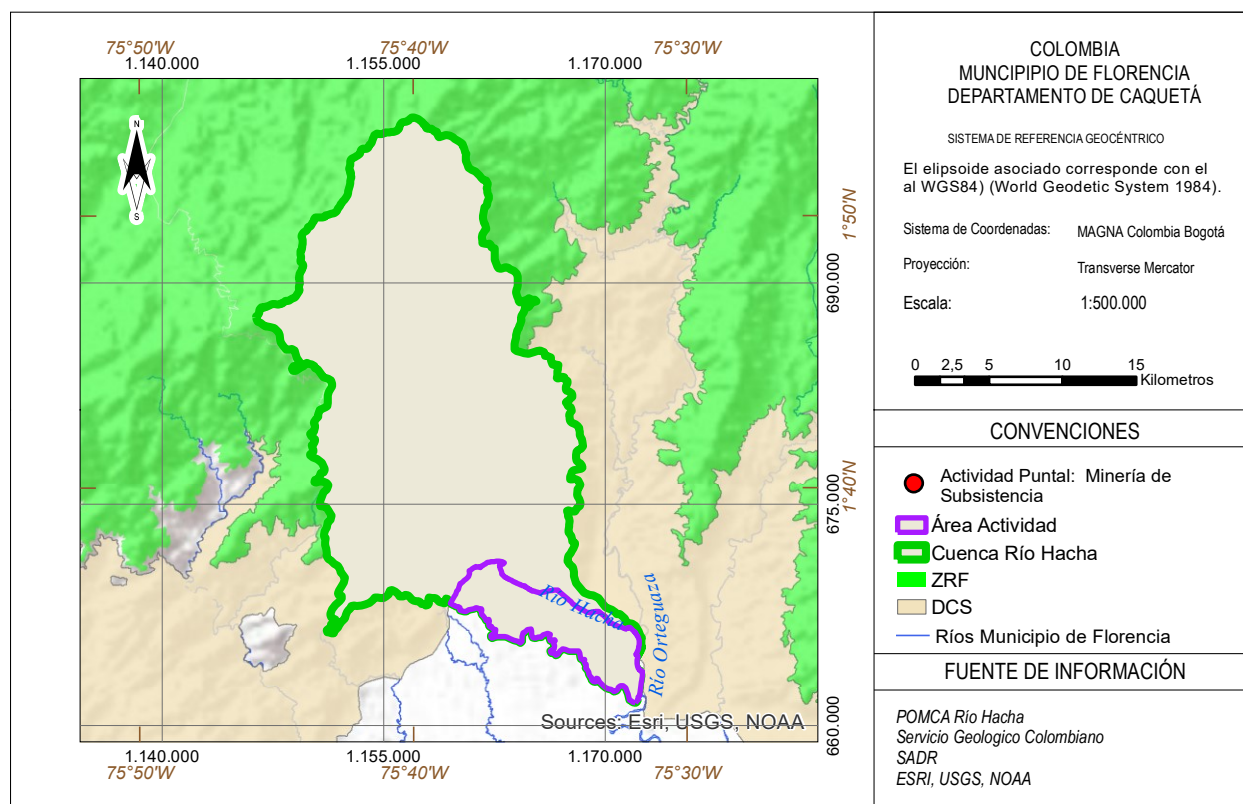 75°50'W 75°40'W 75°30'W
1.140.000 1.155.000 1.170.000
N
S
1°50'N
690.000
1°40'N
675.000
660.000
Río Hacha
Río Orteguaza
Sources: Esri, USGS, NOAA
1.140.000 1.155.000 1.170.000
75°50'W 75°40'W 75°30'W
COLOMBIA
MUNCIPIPIO DE FLORENCIA
DEPARTAMENTO DE CAQUETÁ
SISTEMA DE REFERENCIA GEOCÉNTRICO
El elipsoide asociado corresponde con el
al WGS84) (World Geodetic System 1984).
Sistema de Coordenadas: MAGNA Colombia Bogotá
Proyección: Transverse Mercator
Escala: 1:500.000
0 2,5 5 10 15
Kilometros
CONVENCIONES
Actividad Puntal: Minería de
Subsistencia
Área Actividad
Cuenca Río Hacha
ZRF
DCS
Ríos Municipio de Florencia
FUENTE DE INFORMACIÓN
POMCA Río Hacha
Servicio Geologico Colombiano
SADR
ESRI, USGS, NOAA